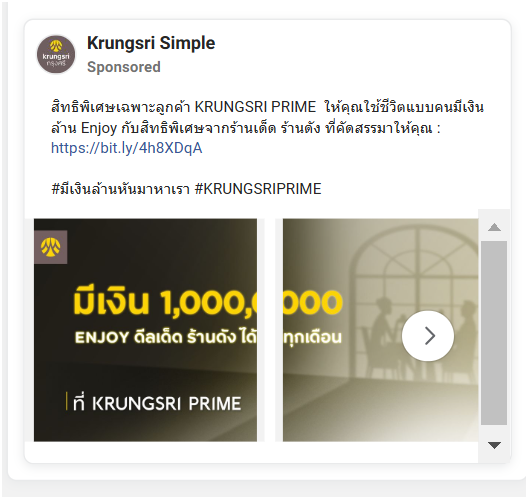 Krungsri Simple
Sponsored
krungsri
กรุงศรี
สิทธิพิเศษเฉพาะลูกค้า KRUNGSRI PRIME ให้คุณใช้ชีวิตแบบคนมีเงิน
ล้าน Enjoy กับสิทธิพิเศษจากร้านเด็ด ร้านดัง ที่คัดสรรมาให้คุณ :
https://bit.ly/4h8XDqA
#มีเงินล้านหันมาหาเรา #KRUNGSRIPRIME
มีเงิน 1,000,000
ENJOY ดีลเด็ด ร้านดัง ได้ ทุกเดือน
ที่ KRUNGSRI PRIME